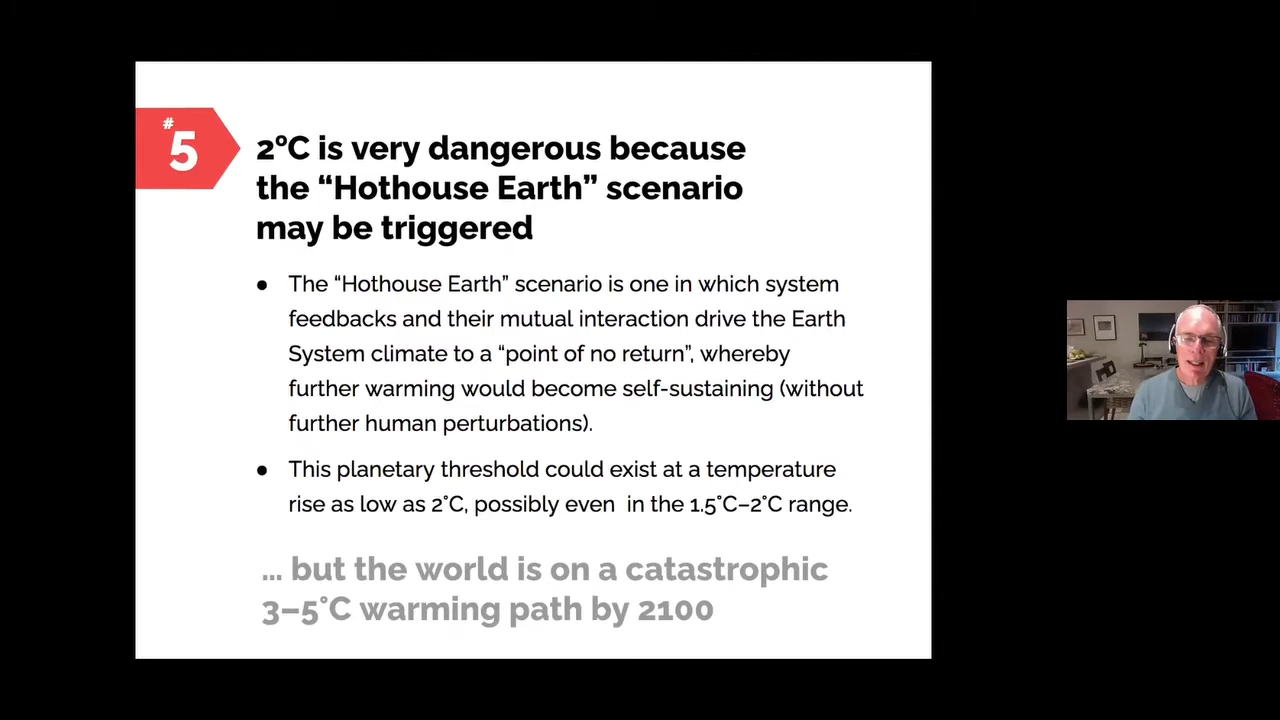 #
5
2°C is very dangerous because
the “Hothouse Earth” scenario
may be triggered
● The “Hothouse Earth” scenario is one in which system
feedbacks and their mutual interaction drive the Earth
System climate to a “point of no return”, whereby
further warming would become self-sustaining (without
further human perturbations).
● This planetary threshold could exist at a temperature
rise as low as 2°C, possibly even in the 1.5°C–2°C range.
... but the world is on a catastrophic
3–5°C warming path by 2100